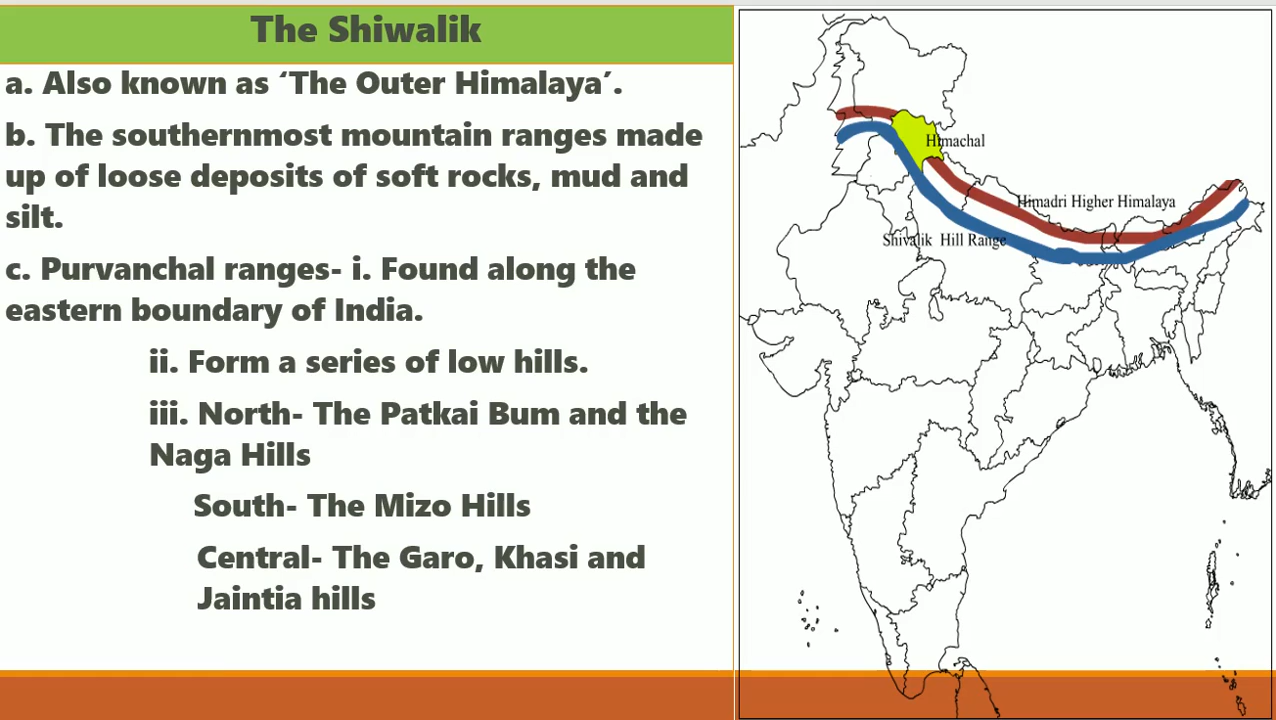 The Shiwalik
a. Also known as ‘The Outer Himalaya’.
b. The southernmost mountain ranges made
up of loose deposits of soft rocks, mud and
silt.
c. Purvanchal ranges- i. Found along the
eastern boundary of India.
ii. Form a series of low hills.
iii. North- The Patkai Bum and the
Naga Hills
South- The Mizo Hills
Central- The Garo, Khasi and
Jaintia hills
Himachal
Himadri Higher Himalaya
Shivalik Hill Range